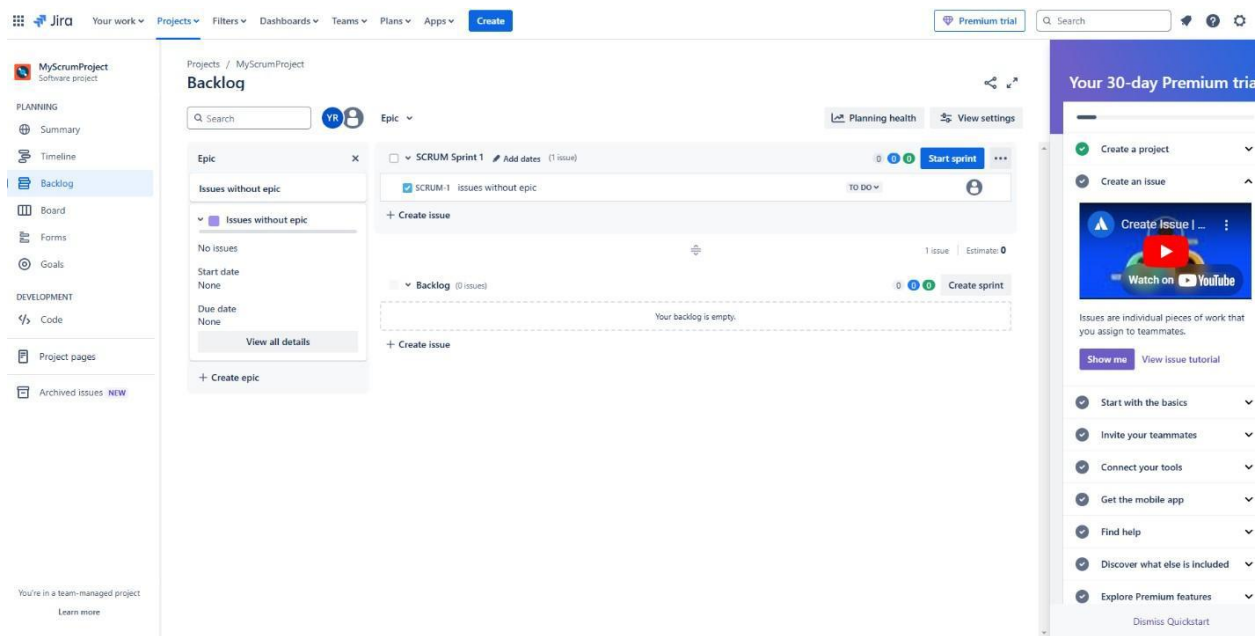 Jira Your work Projects Filters Dashboards Teams Plans Apps Create Premium trial Search
MyScrumProject
Software project
PLANNING
Summary
Timeline
Backlog
Board
Forms
Goals
DEVELOPMENT
Code
Project pages
Archived issues NEW
You're in a team-managed project
Learn more
Projects / MyScrumProject
Backlog
Search YR Epic Planning health View settings
Epic
Issues without epic
Issues without epic
No issues
Start date
None
Due date
None
View all details
+ Create epic
SCRUM Sprint 1 Add dates (1 issue) 0 0 0 Start sprint
SCRUM-1 issues without epic TO DO
+ Create issue
1 issue Estimate: 0
Backlog (0 issues) 0 0 0 Create sprint
Your backlog is empty.
+ Create issue
Your 30-day Premium tria
Create a project
Create an issue
Create Issue | ...
Watch on YouTube
Issues are individual pieces of work that
you assign to teammates.
Show me View issue tutorial
Start with the basics
Invite your teammates
Connect your tools
Get the mobile app
Find help
Discover what else is included
Explore Premium features
Dismiss Quickstart